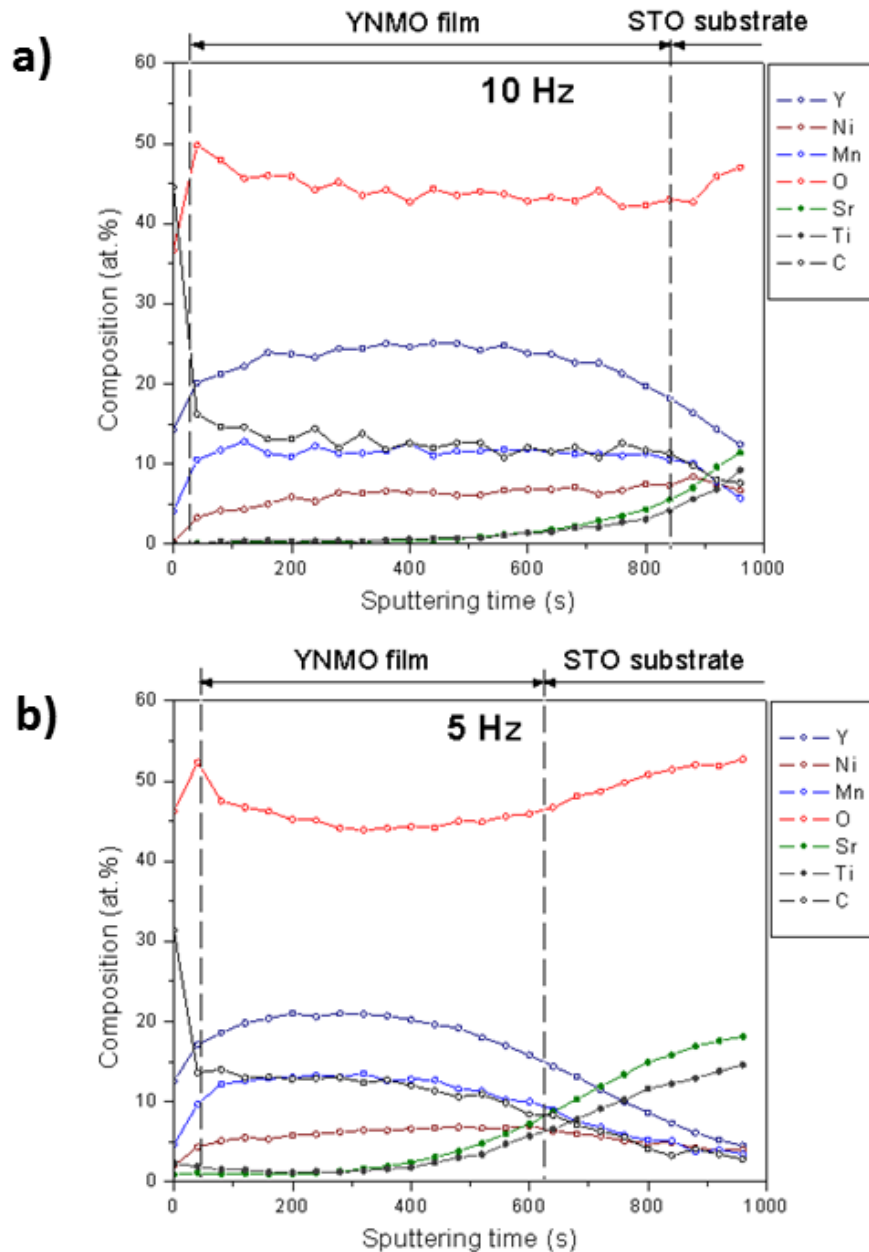 a)
YNMO film STO substrate
10 Hz
Composition (at.%)
60
50
40
30
20
10
0
0 200 400 600 800 1000
Sputtering time (s)
Y
Ni
Mn
O
Sr
Ti
C
b)
YNMO film STO substrate
5 Hz
Composition (at.%)
60
50
40
30
20
10
0
0 200 400 600 800 1000
Sputtering time (s)
Y
Ni
Mn
O
Sr
Ti
C